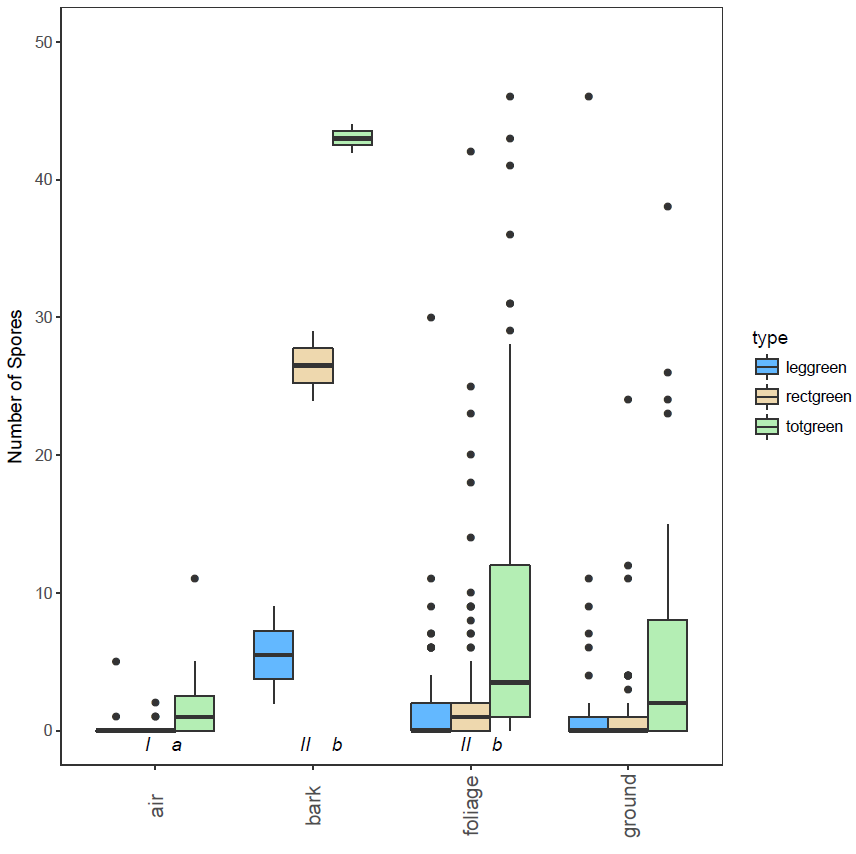 50
40
30
20
10
0
Number of Spores
I a II b II b
air bark foliage ground
type
leggreen
rectgreen
totgreen